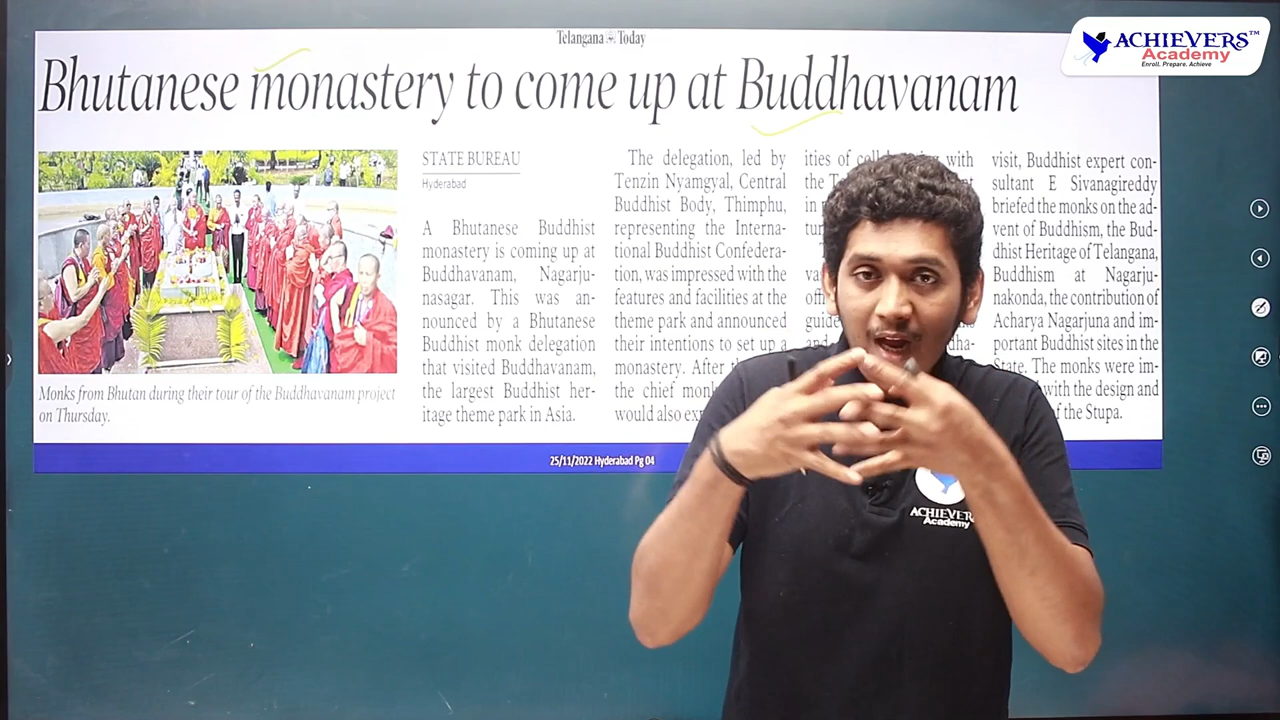 Telangana Today
ACHIEVERS™
Academy
Enroll. Prepare. Achieve
Bhutanese monastery to come up at Buddhavanam
Monks from Bhutan during their tour of the Buddhavanam project
on Thursday.
STATE BUREAU
Hyderabad
A Bhutanese Buddhist
monastery is coming up at
Buddhavanam, Nagarju-
nasagar. This was an-
nounced by a Bhutanese
Buddhist monk delegation
that visited Buddhavanam,
the largest Buddhist her-
itage theme park in Asia.
The delegation, led by
Tenzin Nyamgyal, Central
Buddhist Body, Thimphu,
representing the Interna-
tional Buddhist Confedera-
tion, was impressed with the
features and facilities at the
theme park and announced
their intentions to set up a
monastery. After
the chief monk
would also
ities of with
the
in
guide
and
visit, Buddhist expert con-
sultant E Sivanagireddy
briefed the monks on the ad-
vent of Buddhism, the Bud-
dhist Heritage of Telangana,
Buddhism at Nagarju-
nakonda, the contribution of
Acharya Nagarjuna and im-
portant Buddhist sites in the
State. The monks were im-
with the design and
of the Stupa.
25/11/2022 Hyderabad Pg 04
ACHIEVERS
Academy